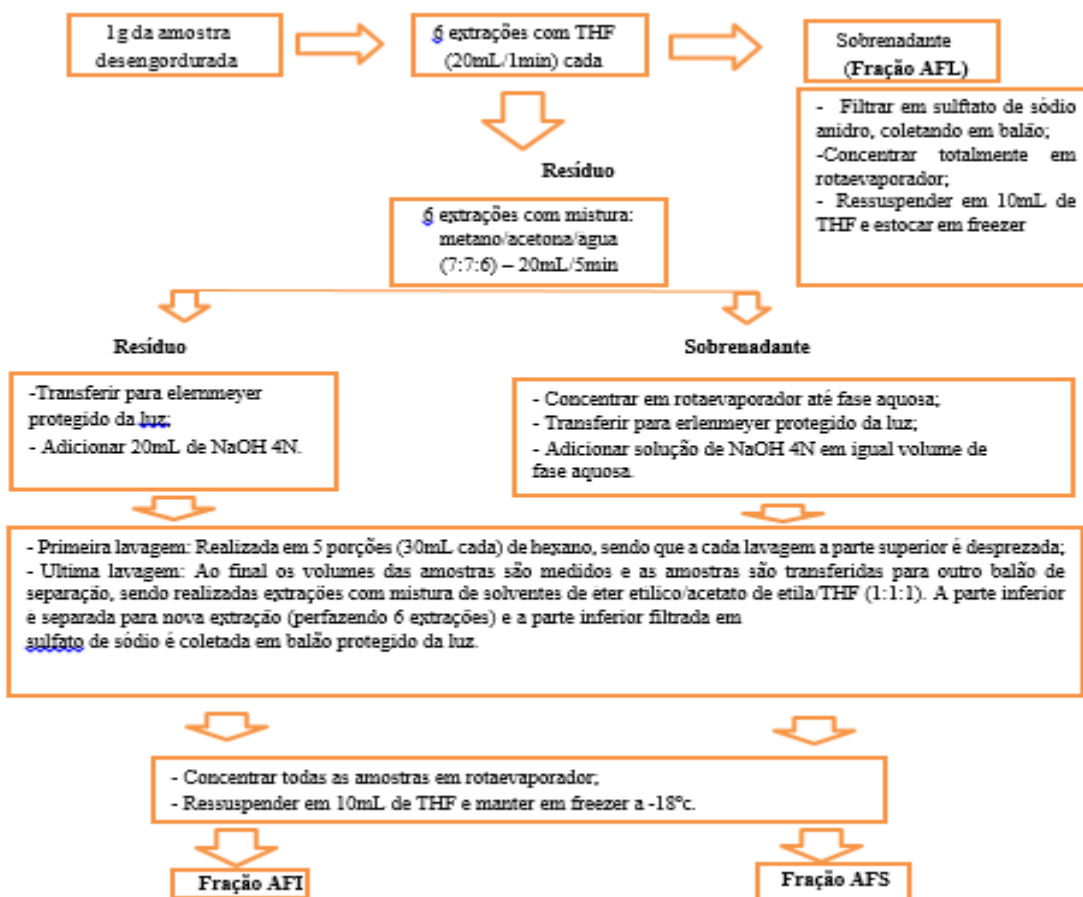 1g da amostra
desengordurada
6 extrações com THF
(20mL/1min) cada
Sobrenadante
(Fração AFL)
- Filtrar em sulftato de sódio
anidro, coletando em balão;
-Concentrar totalmente em
rotaevaporador;
- Ressuspender em 10mL de
THF e estocar em freezer
Resíduo
6 extrações com mistura:
metano/acetona/água
(7:7:6) – 20mL/5min
Resíduo
-Transferir para elernmeyer
protegido da luz;
- Adicionar 20mL de NaOH 4N.
Sobrenadante
- Concentrar em rotaevaporador até fase aquosa;
- Transferir para erlenmeyer protegido da luz;
- Adicionar solução de NaOH 4N em igual volume de
fase aquosa.
- Primeira lavagem: Realizada em 5 porções (30mL cada) de hexano, sendo que a cada lavagem a parte superior é desprezada;
- Ultima lavagem: Ao final os volumes das amostras são medidos e as amostras são transferidas para outro balão de
separação, sendo realizadas extrações com mistura de solventes de éter etílico/acetato de etila/THF (1:1:1). A parte inferior
é separada para nova extração (perfazendo 6 extrações) e a parte inferior filtrada em
sulfato de sódio é coletada em balão protegido da luz.
- Concentrar todas as amostras em rotaevaporador;
- Ressuspender em 10mL de THF e manter em freezer a -18ºc.
Fração AFI
Fração AFS